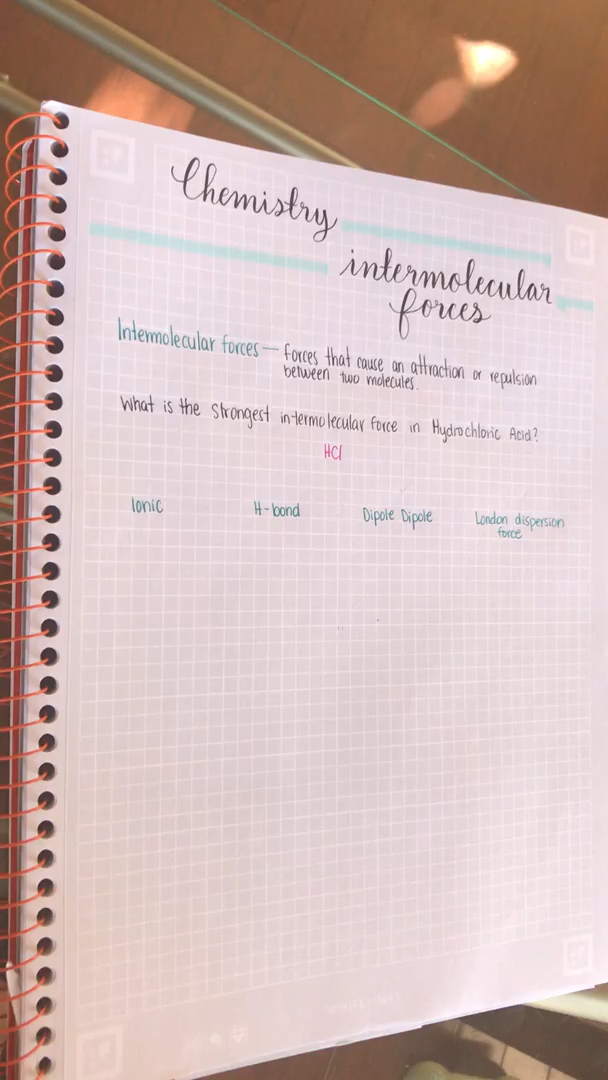 Chemistry
intermolecular
forces
Intermolecular forces — forces that cause an attraction or repulsion
between two molecules.
What is the strongest intermolecular force in Hydrochloric Acid?
HCl
Ionic H-bond Dipole Dipole London dispersion
force